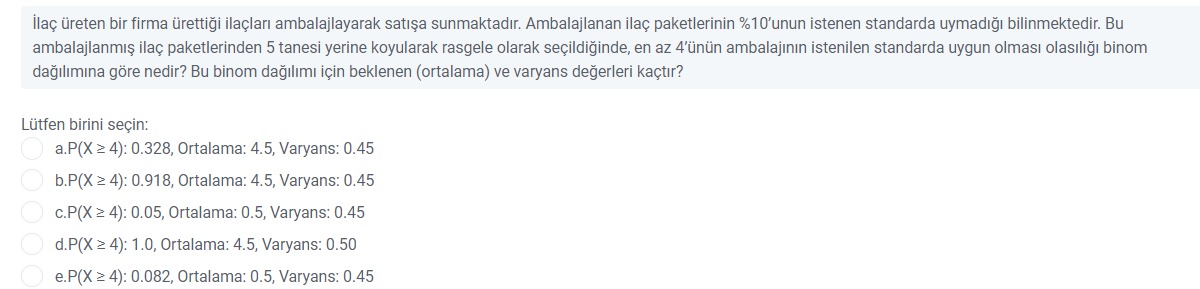 İlaç üreten bir firma ürettiği ilaçları ambalajlayarak satışa sunmaktadır. Ambalajlanan ilaç paketlerinin %10'unun istenen standarda uymadığı bilinmektedir. Bu
ambalajlanmış ilaç paketlerinden 5 tanesi yerine koyularak rasgele olarak seçildiğinde, en az 4'ünün ambalajının istenilen standarda uygun olması olasılığı binom
dağılımına göre nedir? Bu binom dağılımı için beklenen (ortalama) ve varyans değerleri kaçtır?
Lütfen birini seçin:
a.P(X ≥ 4): 0.328, Ortalama: 4.5, Varyans: 0.45
b.P(X ≥ 4): 0.918, Ortalama: 4.5, Varyans: 0.45
c.P(X ≥ 4): 0.05, Ortalama: 0.5, Varyans: 0.45
d.P(X ≥ 4): 1.0, Ortalama: 4.5, Varyans: 0.50
e.P(X ≥ 4): 0.082, Ortalama: 0.5, Varyans: 0.45